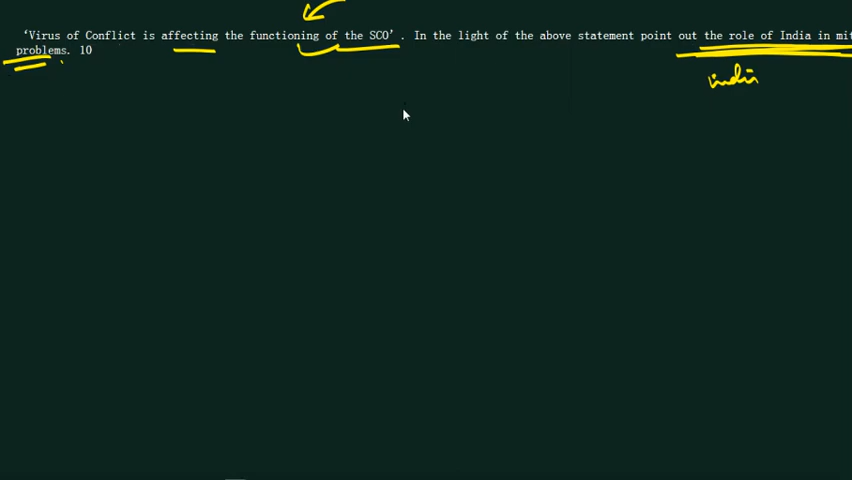 ‘Virus of Conflict is affecting the functioning of the SCO’. In the light of the above statement point out the role of India in mit
problems. 10
india